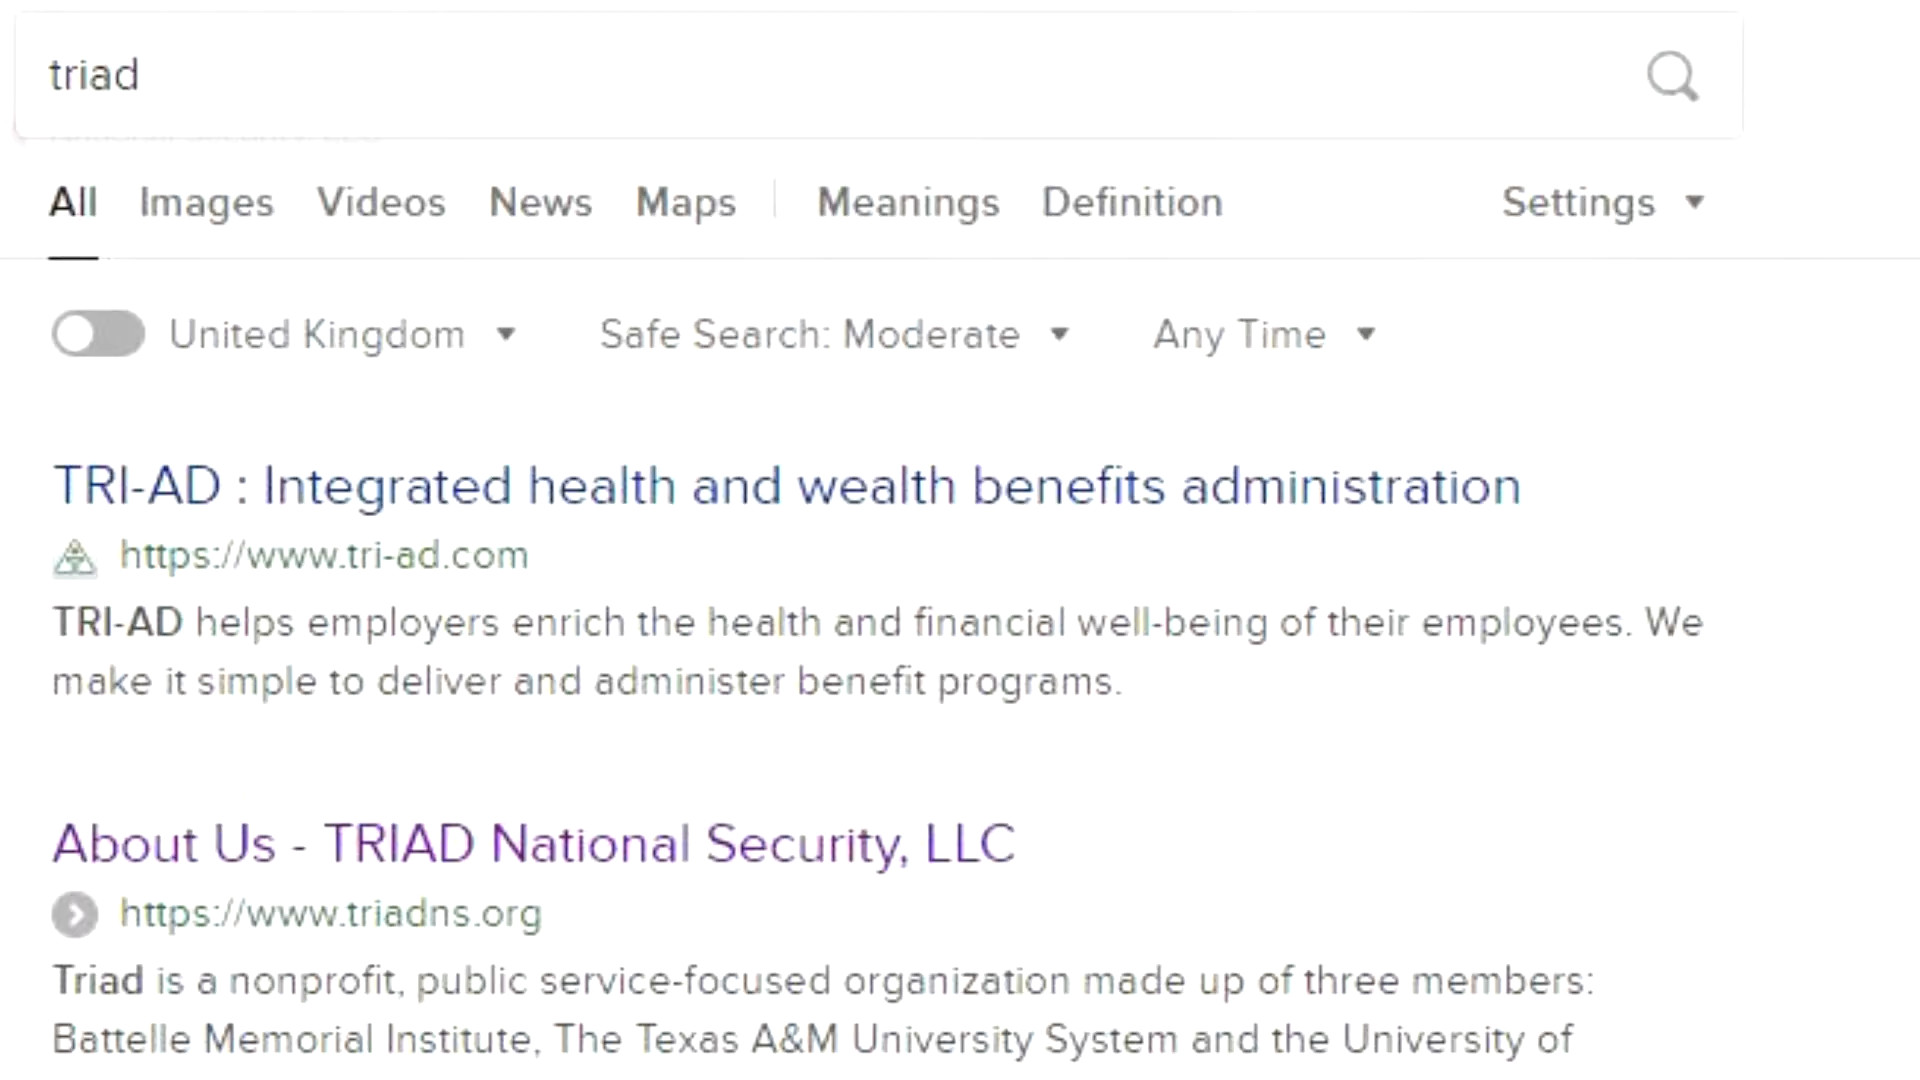 triad
All Images Videos News Maps Meanings Definition Settings
United Kingdom Safe Search: Moderate Any Time
TRI-AD : Integrated health and wealth benefits administration
https://www.tri-ad.com
TRI-AD helps employers enrich the health and financial well-being of their employees. We
make it simple to deliver and administer benefit programs.
About Us - TRIAD National Security, LLC
https://www.triadns.org
Triad is a nonprofit, public service-focused organization made up of three members:
Battelle Memorial Institute, The Texas A&M University System and the University of